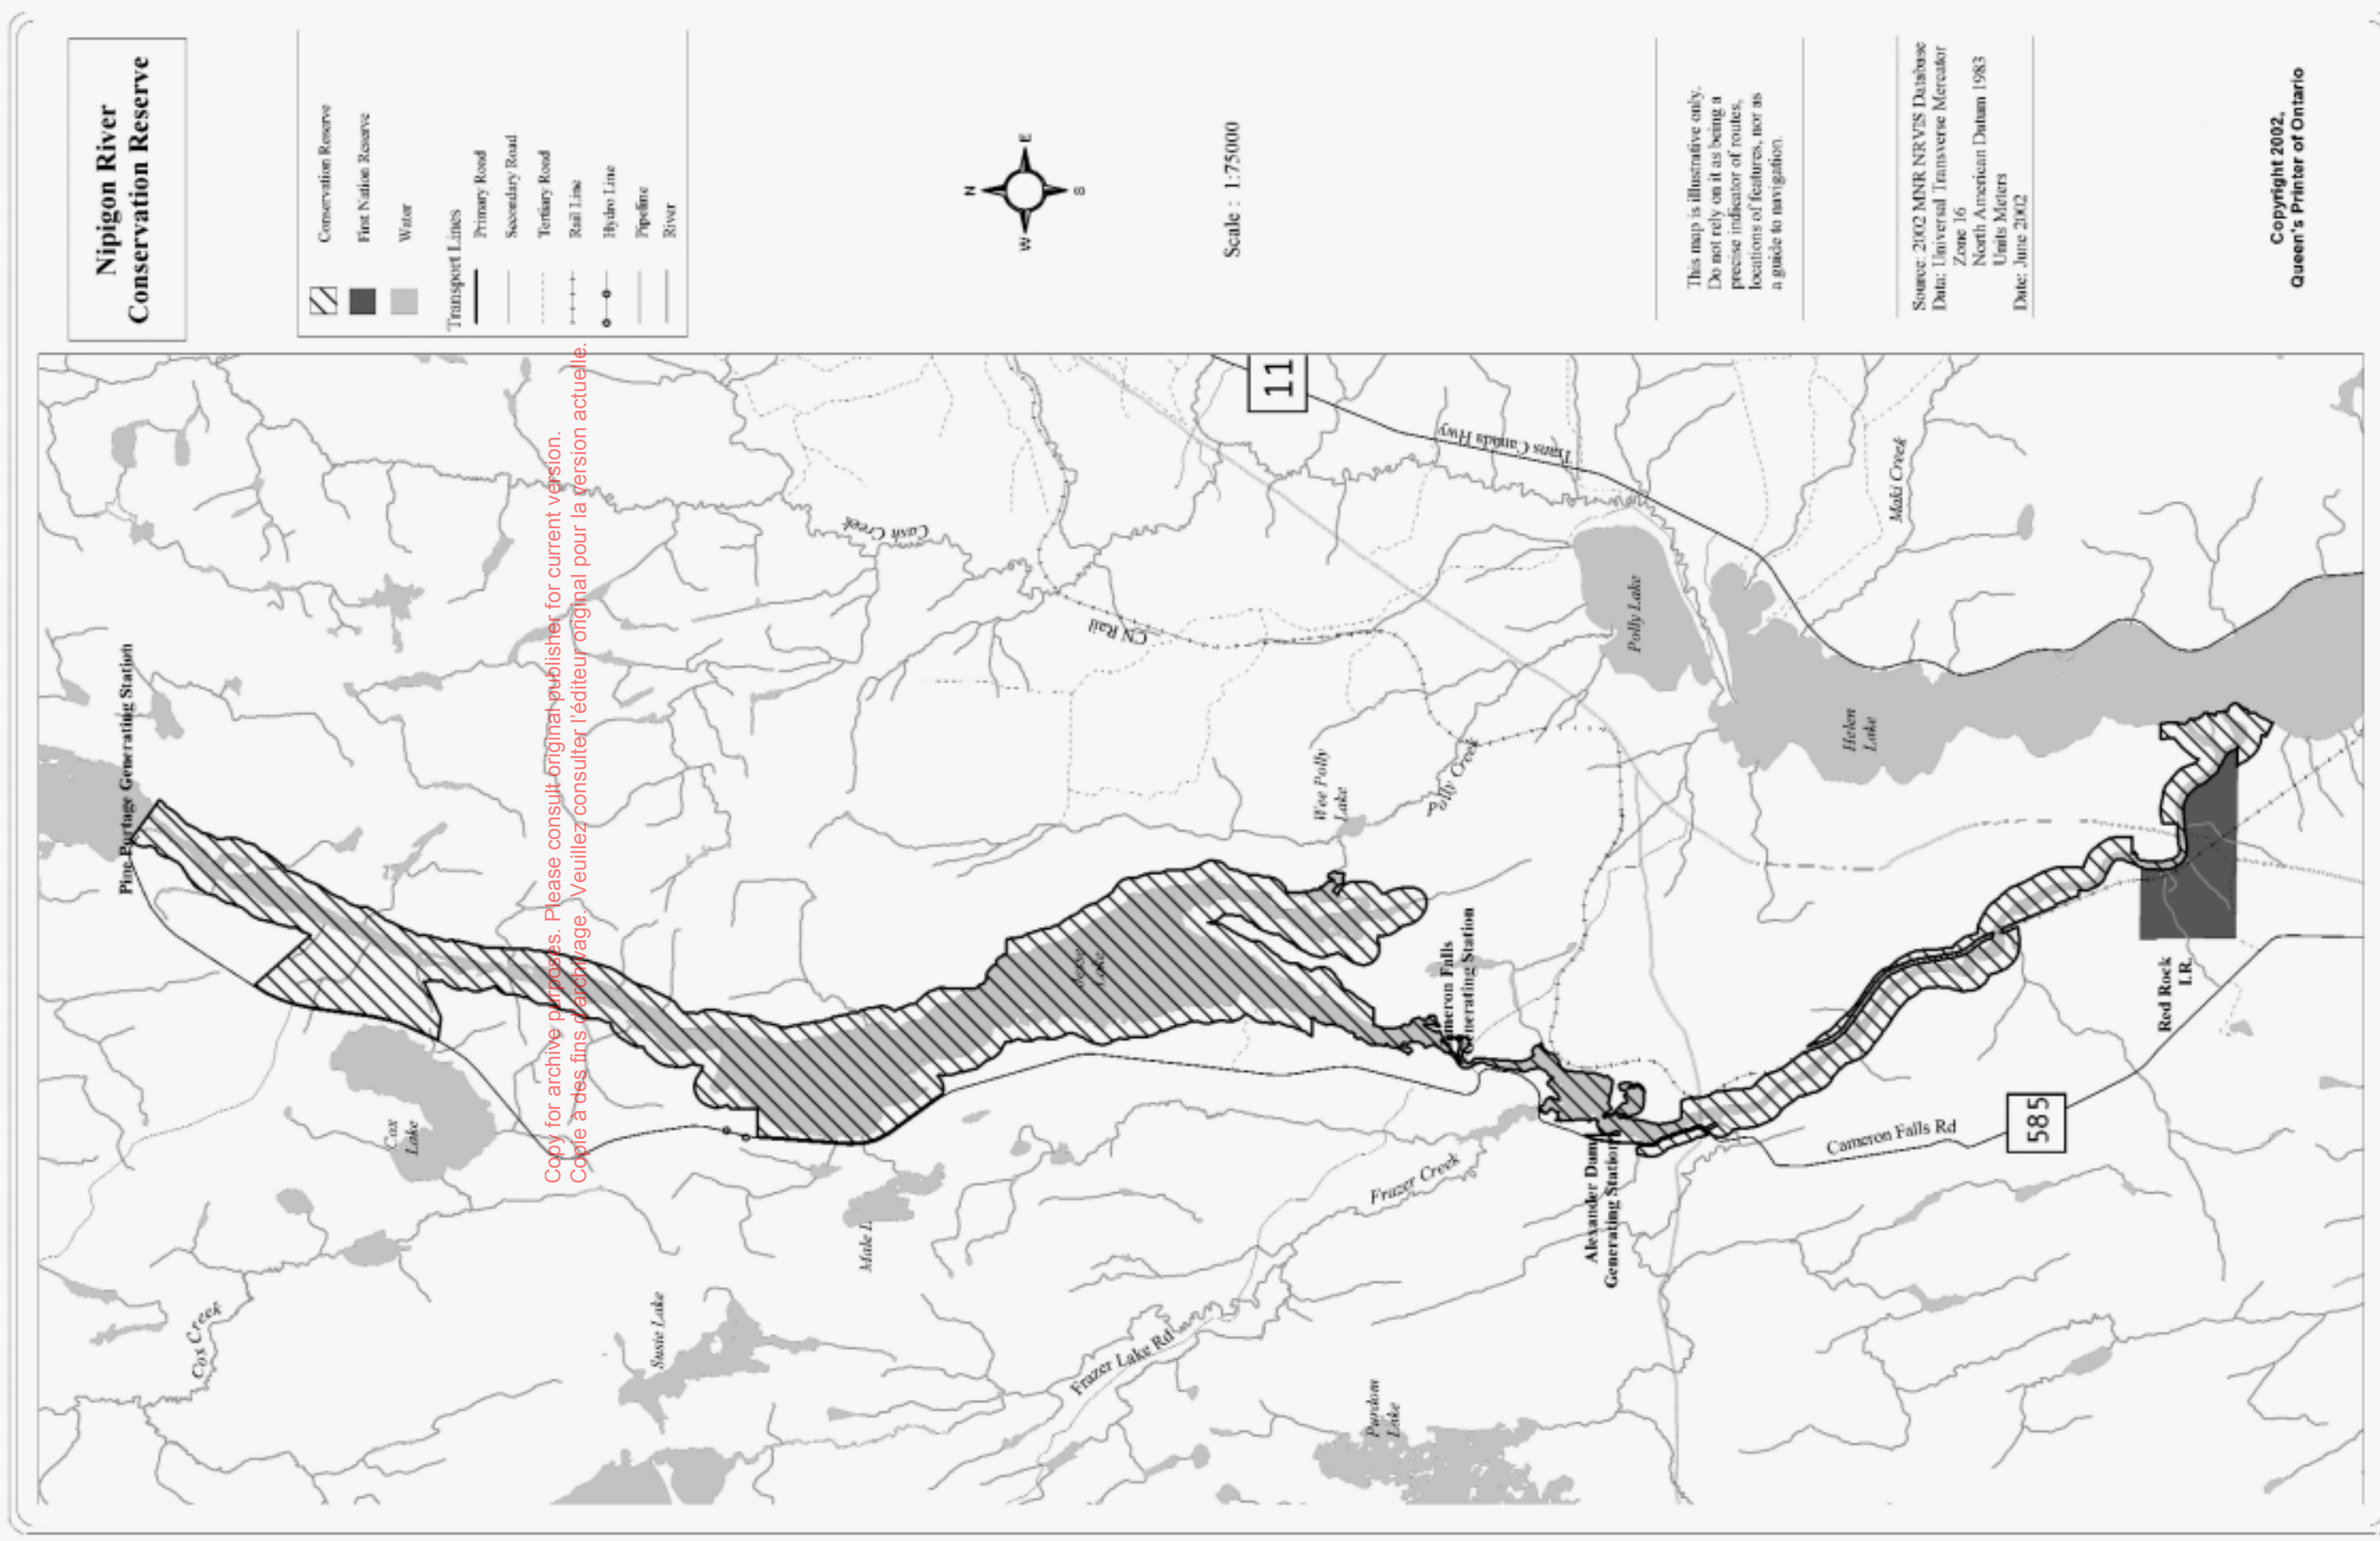 Nipigon River
Conservation Reserve
Conservation Reserve
First Nation Reserve
Water
Transport Lines
Primary Road
Secondary Road
Tertiary Road
Rail Line
Hydro Line
Pipeline
River
N
W
E
S
Scale : 1:75000
This map is illustrative only.
Do not rely on it as being a
precise indicator of routes,
locations of features, nor as
a guide to navigation.
Source: 2002 MNR NRVIS Database
Data: Universal Transverse Mercator
Zone 16
North American Datum 1983
Units Meters
Date: June 2002
Copyright 2002,
Queen's Printer of Ontario
Copy for archive purposes. Please consult original publisher for current version.
Copie à des fins d'archivage. Veuillez consulter l'éditeur original pour la version actuelle.
Pine Portage Generating Station
Cash Creek
CN Rail
11
Trans Canada Hwy
Maki Creek
Polly Lake
Helen
Lake
Wee Polly
Lake
Polly Creek
Lake
Cameron Falls
Generating Station
Red Rock
I.R.
585
Cameron Falls Rd
Alexander Dam
Generating Station
Frazer Creek
Frazer Lake Rd
Cox
Lake
Cox Creek
Susie Lake
Male L
Purdom
Lake